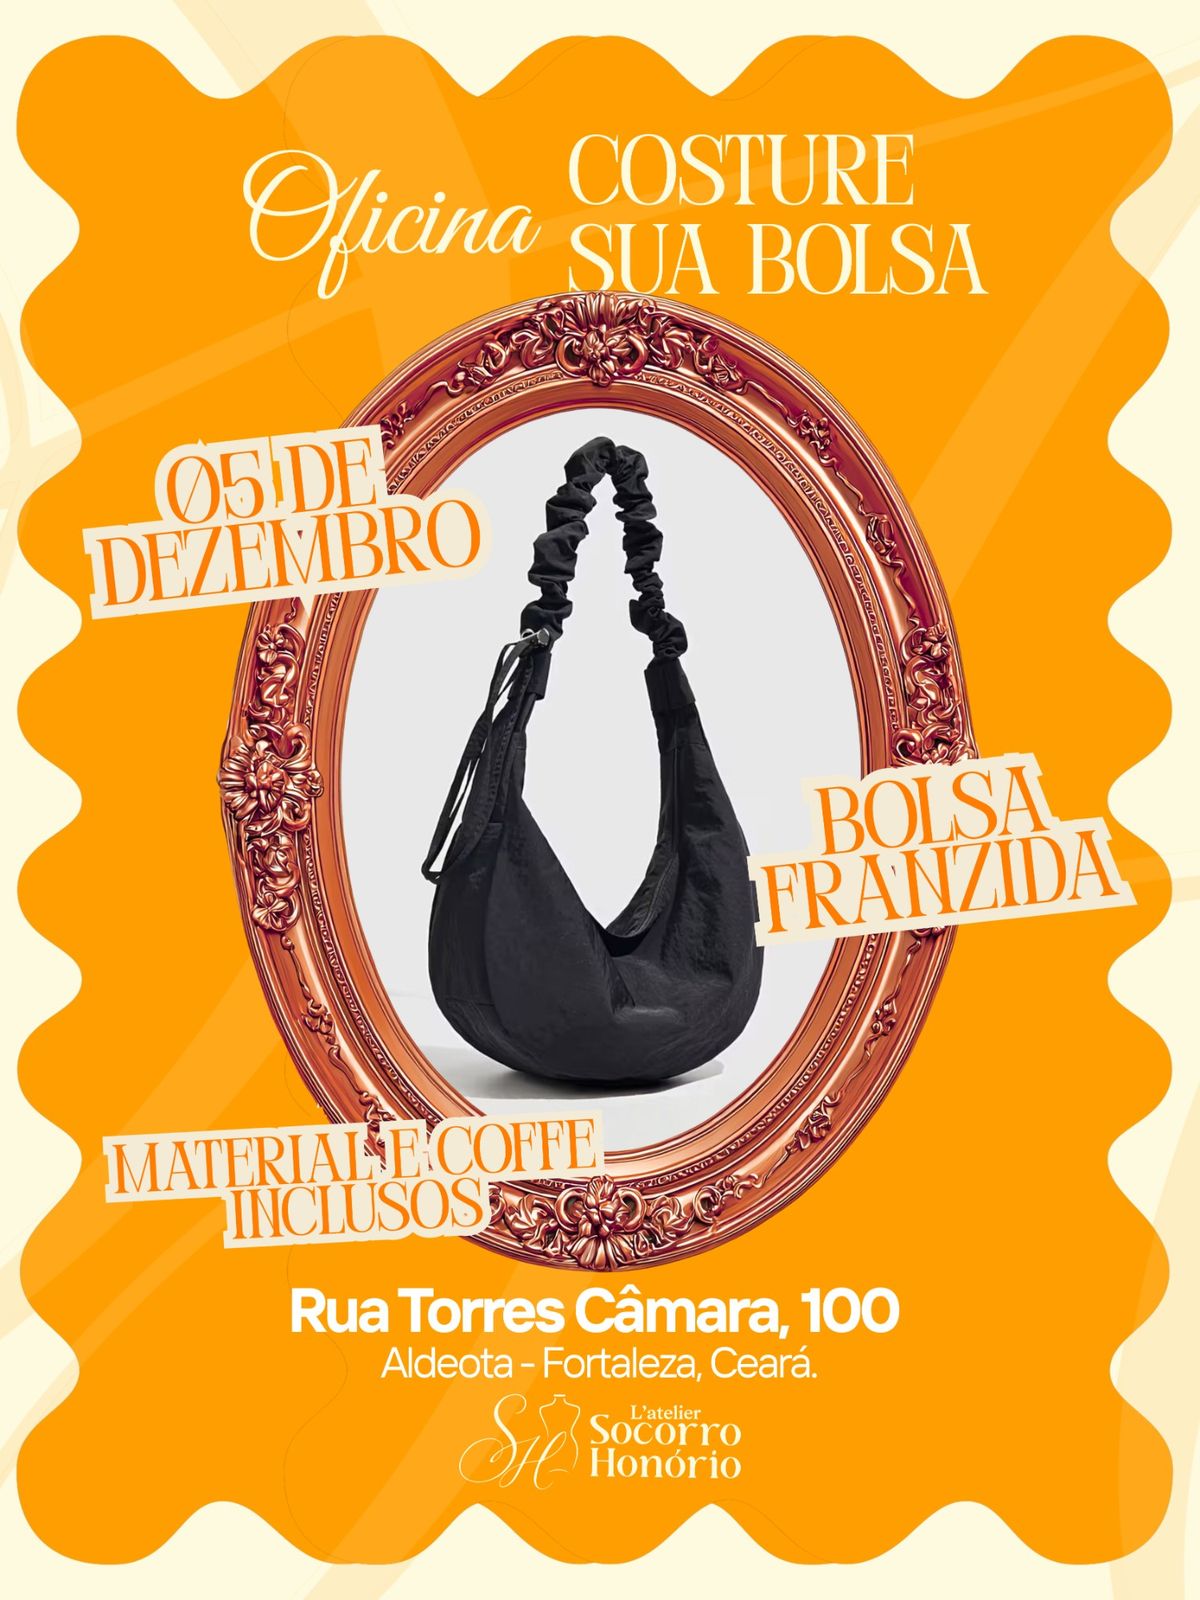 Oficina
COSTURE
SUA BOLSA
05 DE
DEZEMBRO
BOLSA
FRANZIDA
MATERIAL E COFFE
INCLUSOS
Rua Torres Câmara, 100
Aldeota - Fortaleza, Ceará.
SH
L'atelier
Socorro
Honório